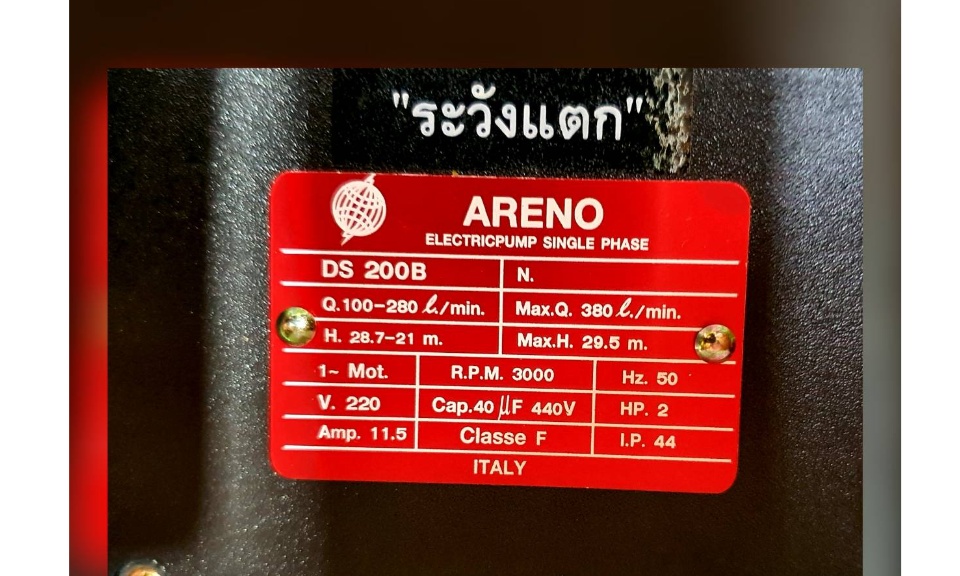 "ระวังแตก"
ARENO
ELECTRICPUMP SINGLE PHASE
DS 200B N.
Q.100-280 ℓ./min. Max.Q. 380 ℓ./min.
H. 28.7-21 m. Max.H. 29.5 m.
1~ Mot. R.P.M. 3000 Hz. 50
V. 220 Cap.40 μF 440V HP. 2
Amp. 11.5 Classe F I.P. 44
ITALY